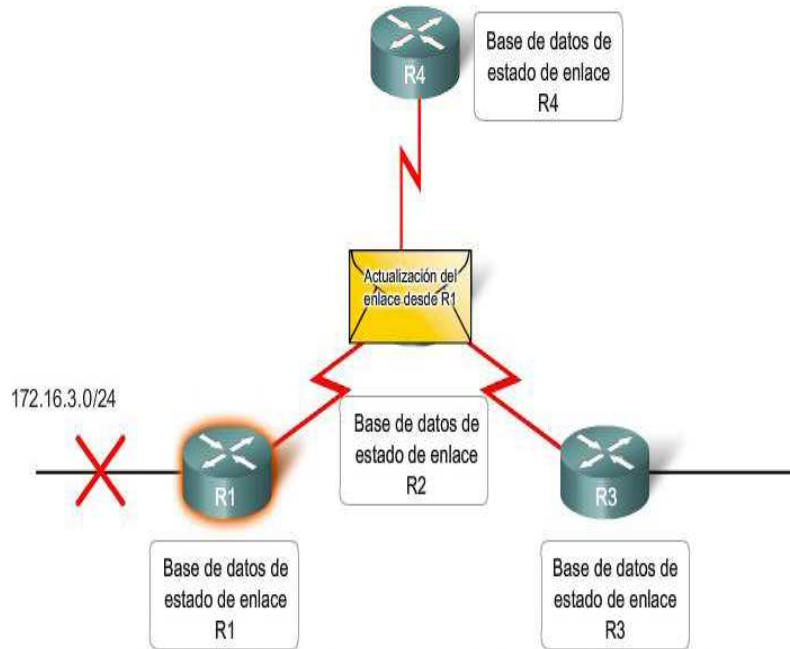 R4
Base de datos de
estado de enlace
R4
Actualización del
enlace desde R1
172.16.3.0/24
R1
Base de datos de
estado de enlace
R2
R3
Base de datos de
estado de enlace
R1
Base de datos de
estado de enlace
R3